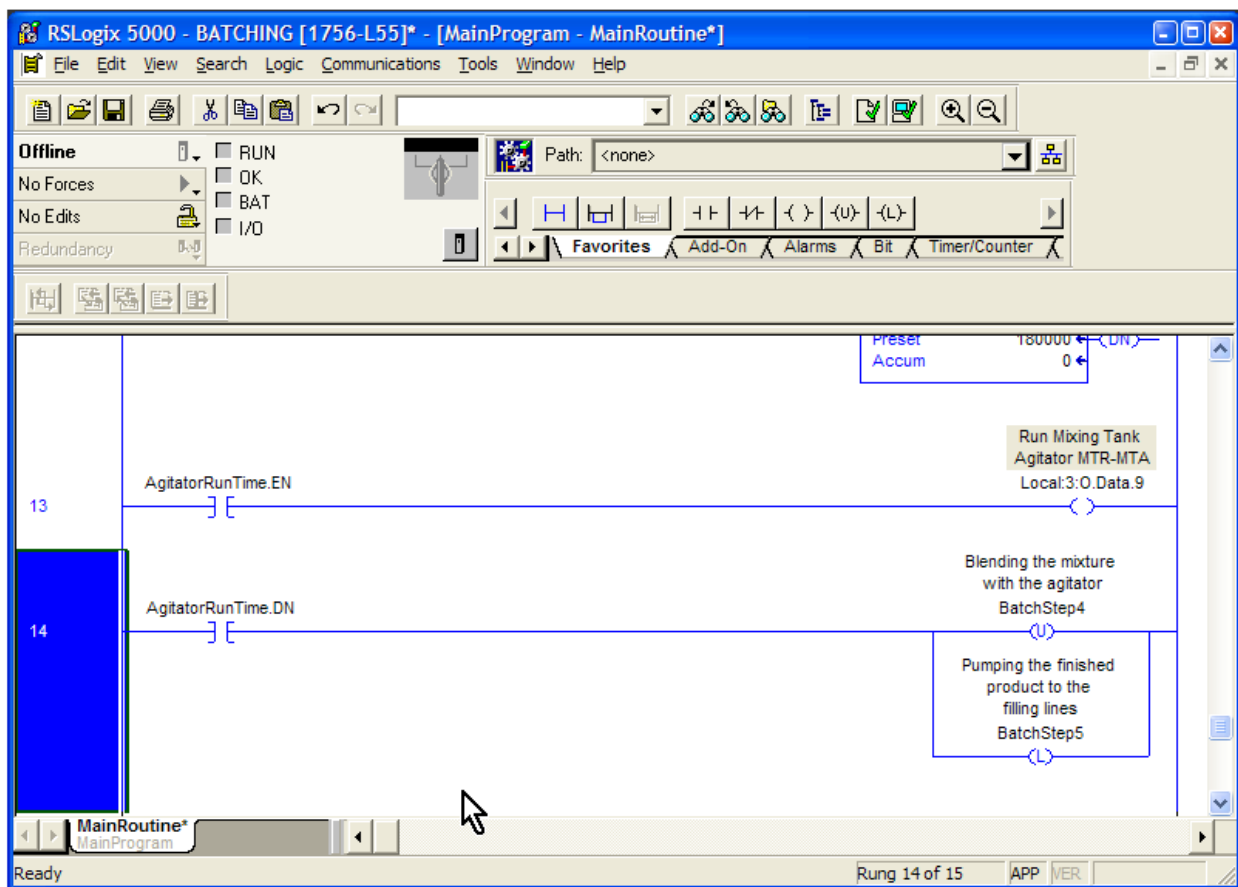 RSLogix 5000 - BATCHING [1756-L55]* - [MainProgram - MainRoutine*]
File Edit View Search Logic Communications Tools Window Help
Offline
RUN
No Forces
OK
No Edits
BAT
Redundancy
I/O
Path: <none>
(U) (L)
Favorites Add-On Alarms Bit Timer/Counter
Preset 180000 (DN)
Accum 0
Run Mixing Tank
Agitator MTR-MTA
AgitatorRunTime.EN Local:3:O.Data.9
13
Blending the mixture
with the agitator
AgitatorRunTime.DN BatchStep4
14 (U)
Pumping the finished
product to the
filling lines
BatchStep5
(L)
MainRoutine*
MainProgram
Ready Rung 14 of 15 APP VER